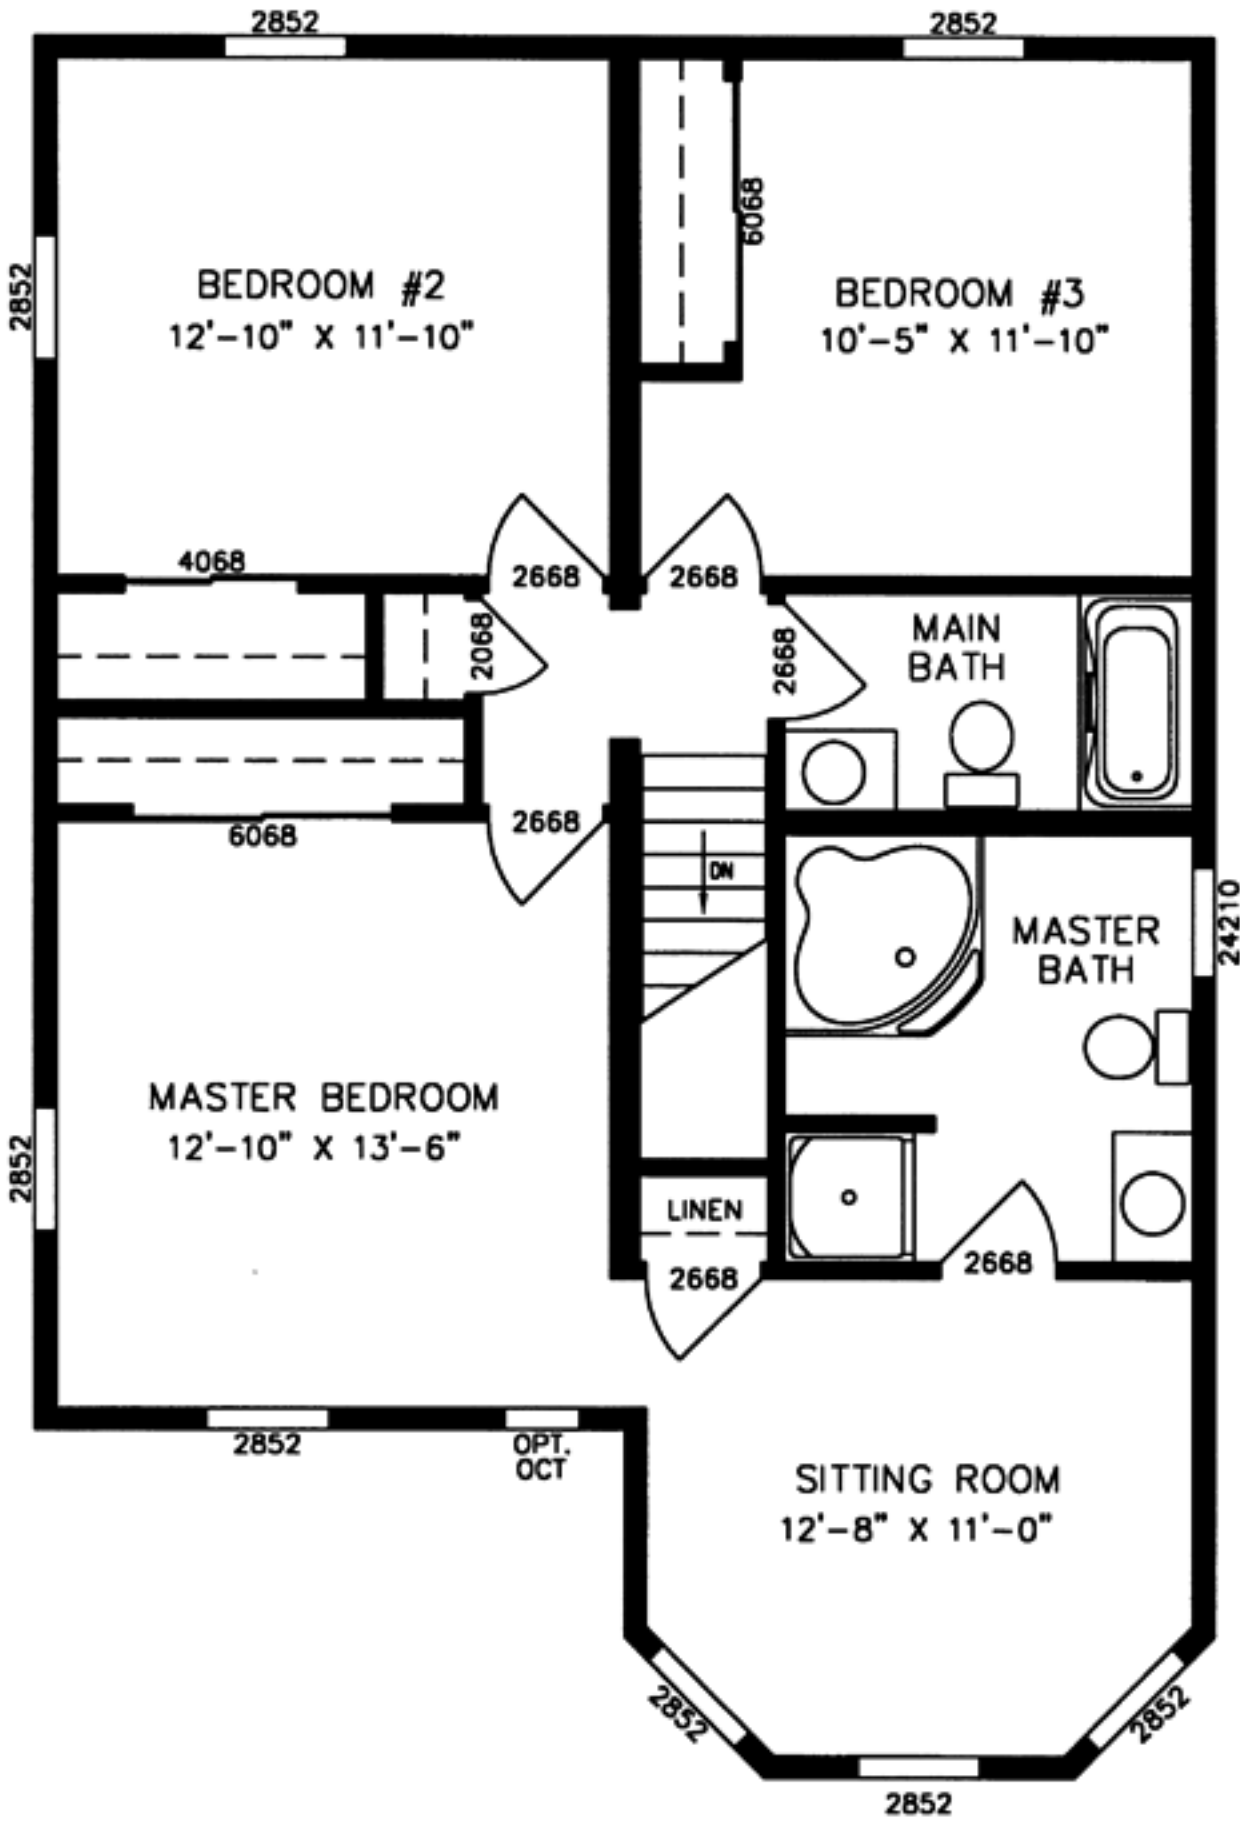 2852
2852
2852
6068
BEDROOM #2
12'-10" X 11'-10"
BEDROOM #3
10'-5" X 11'-10"
4068
2668
2668
2068
2668
MAIN
BATH
6068
2668
DN
MASTER
BATH
24210
MASTER BEDROOM
12'-10" X 13'-6"
2852
LINEN
2668
2668
2852
OPT.
OCT
SITTING ROOM
12'-8" X 11'-0"
2852
2852
2852